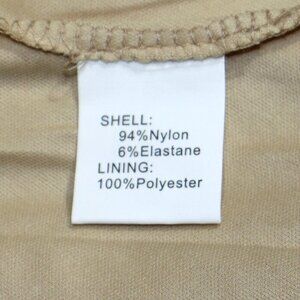 SHELL:
94%Nylon
6%Elastane
LINING:
100%Polyester